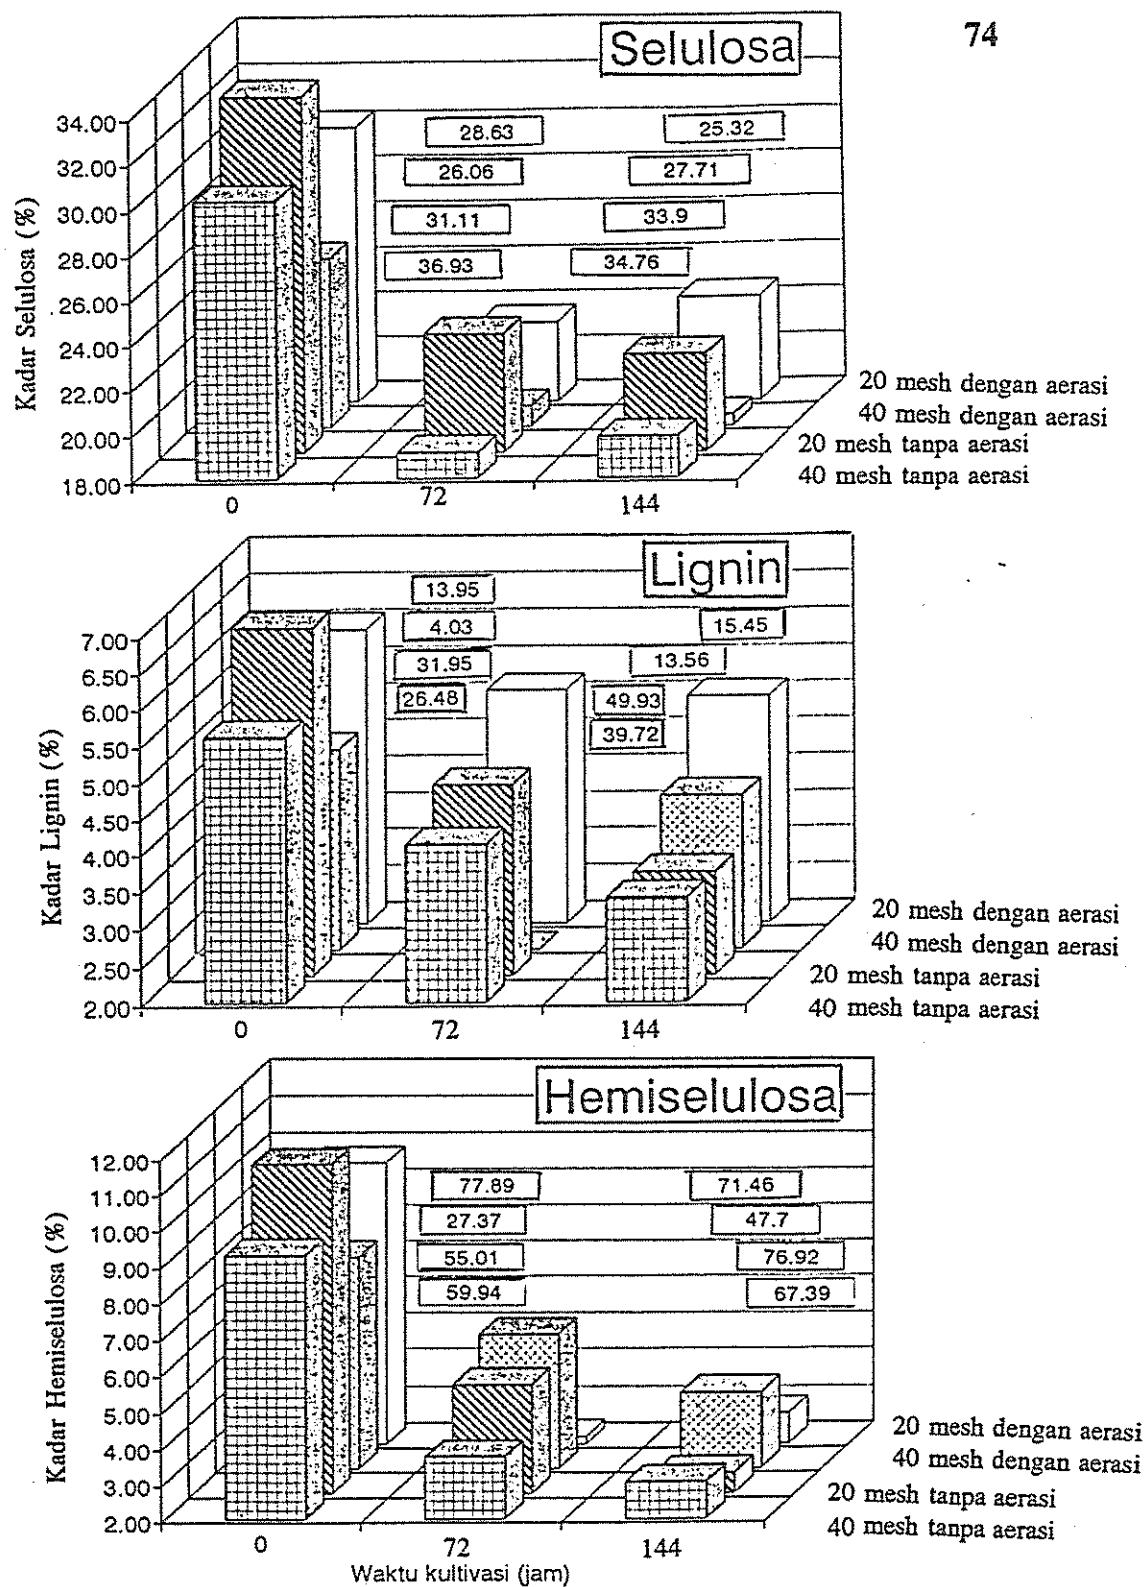 74
Selulosa
Kadar Selulosa (%)
34.00
32.00
30.00
28.00
26.00
24.00
22.00
20.00
18.00
28.63 25.32
26.06 27.71
31.11 33.9
36.93 34.76
20 mesh dengan aerasi
40 mesh dengan aerasi
20 mesh tanpa aerasi
40 mesh tanpa aerasi
0 72 144
Lignin
Kadar Lignin (%)
7.00
6.50
6.00
5.50
5.00
4.50
4.00
3.50
3.00
2.50
2.00
13.95
4.03 15.45
31.95 13.56
26.48 49.93
39.72
20 mesh dengan aerasi
40 mesh dengan aerasi
20 mesh tanpa aerasi
40 mesh tanpa aerasi
0 72 144
Hemiselulosa
Kadar Hemiselulosa (%)
12.00
11.00
10.00
9.00
8.00
7.00
6.00
5.00
4.00
3.00
2.00
77.89 71.46
27.37 47.7
55.01 76.92
59.94 67.39
20 mesh dengan aerasi
40 mesh dengan aerasi
20 mesh tanpa aerasi
40 mesh tanpa aerasi
0 72 144
Waktu kultivasi (jam)